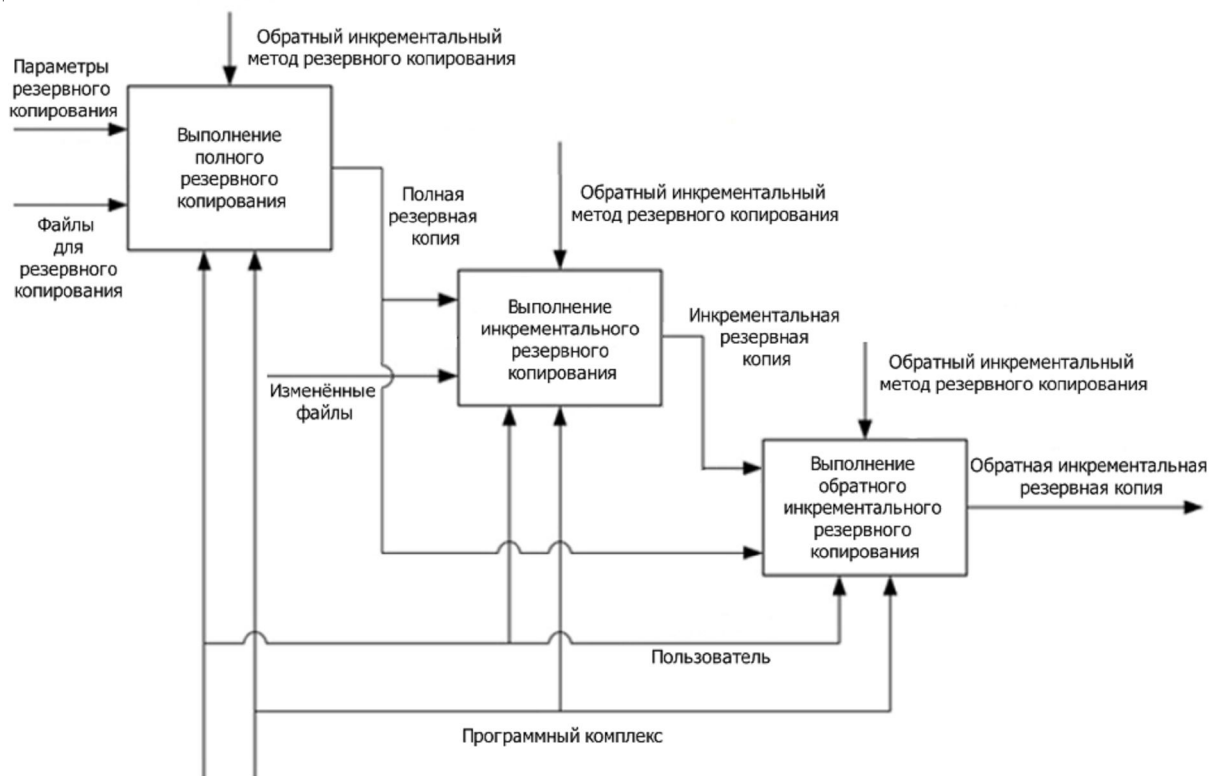 Обратный инкрементальный
метод резервного копирования
Параметры
резервного
копирования
Выполнение
полного
резервного
копирования
Файлы
для
резервного
копирования
Полная
резервная
копия
Обратный инкрементальный
метод резервного копирования
Выполнение
инкрементального
резервного
копирования
Изменённые
файлы
Инкрементальная
резервная
копия
Обратный инкрементальный
метод резервного копирования
Выполнение
обратного
инкрементального
резервного
копирования
Обратная инкрементальная
резервная копия
Пользователь
Программный комплекс